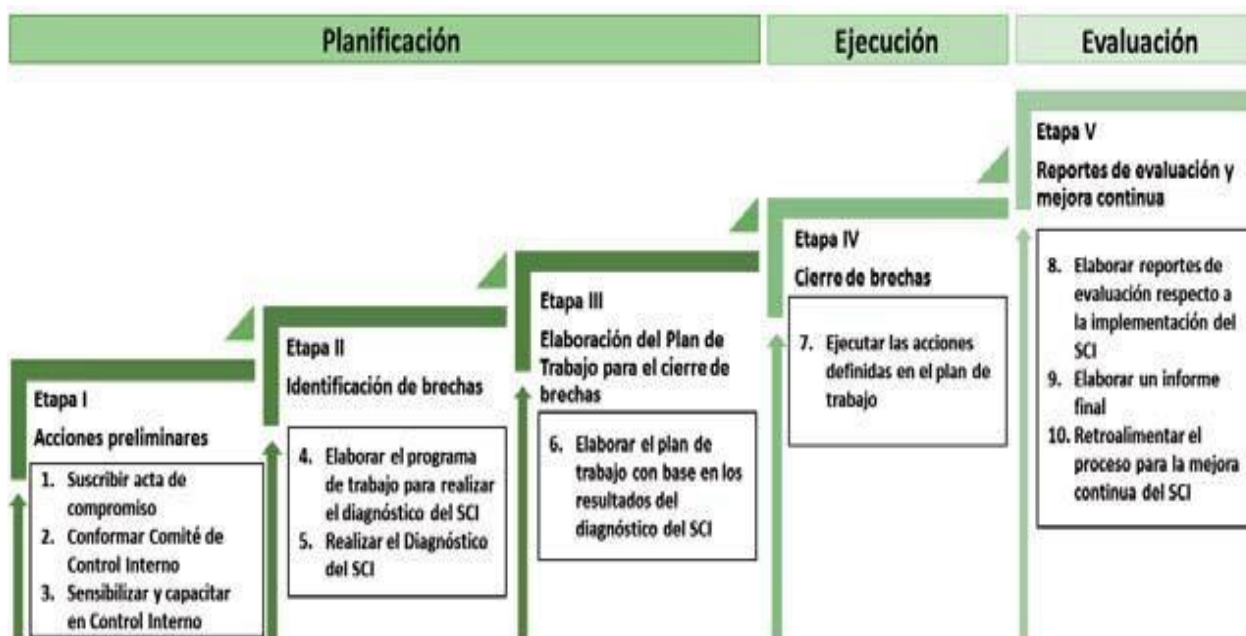 Planificación
Ejecución
Evaluación
Etapa I
Acciones preliminares
1. Suscribir acta de
compromiso
2. Conformar Comité de
Control Interno
3. Sensibilizar y capacitar
en Control Interno
Etapa II
Identificación de brechas
4. Elaborar el programa
de trabajo para realizar
el diagnóstico del SCI
5. Realizar el Diagnóstico
del SCI
Etapa III
Elaboración del Plan de
Trabajo para el cierre de
brechas
6. Elaborar el plan de
trabajo con base en los
resultados del
diagnóstico del SCI
Etapa IV
Cierre de brechas
7. Ejecutar las acciones
definidas en el plan de
trabajo
Etapa V
Reportes de evaluación y
mejora continua
8. Elaborar reportes de
evaluación respecto a
la implementación del
SCI
9. Elaborar un informe
final
10. Retroalimentar el
proceso para la mejora
continua del SCI